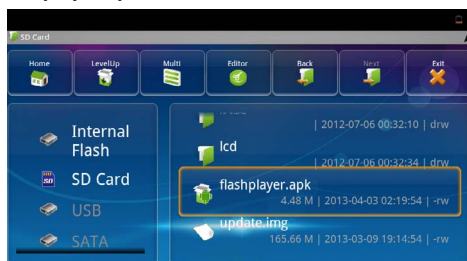 SD Card
Home
LevelUp
Multi
Editor
Back
Next
Exit
Internal
Flash
SD Card
USB
SATA
| 2012-07-06 00:32:10 | drw
lcd
| 2012-07-06 00:32:34 | drw
flashplayer.apk
4.48 M | 2013-04-03 02:19:54 | -rw
update.img
165.66 M | 2013-03-09 19:14:54 | -rw